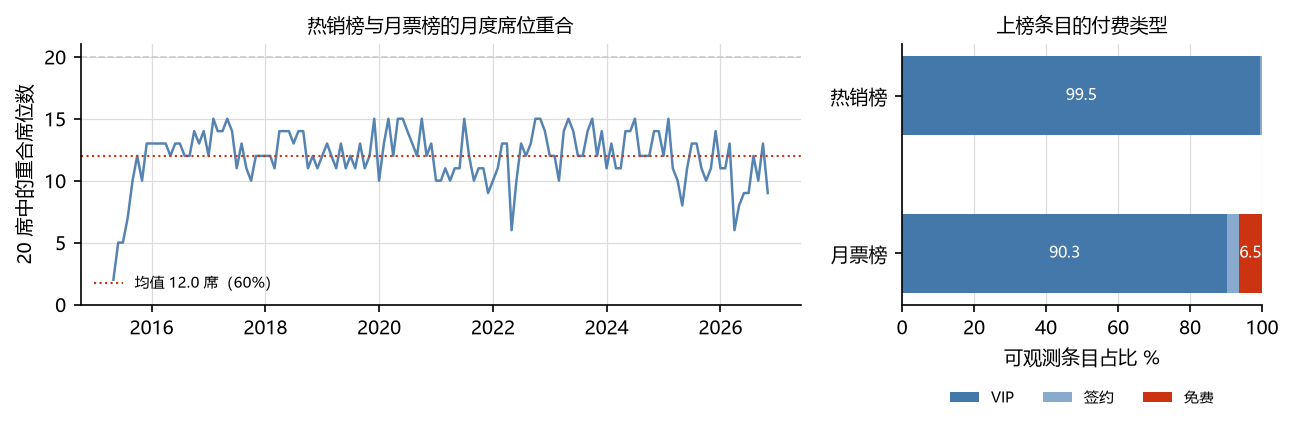 热销榜与月票榜的月度席位重合
20 席中的重合席位数
20
15
10
5
0
均值 12.0 席 (60%)
2016
2018
2020
2022
2024
2026
上榜条目的付费类型
热销榜
99.5
月票榜
90.3
6.5
0
20
40
60
80
100
可观测条目占比 %
VIP
签约
免费